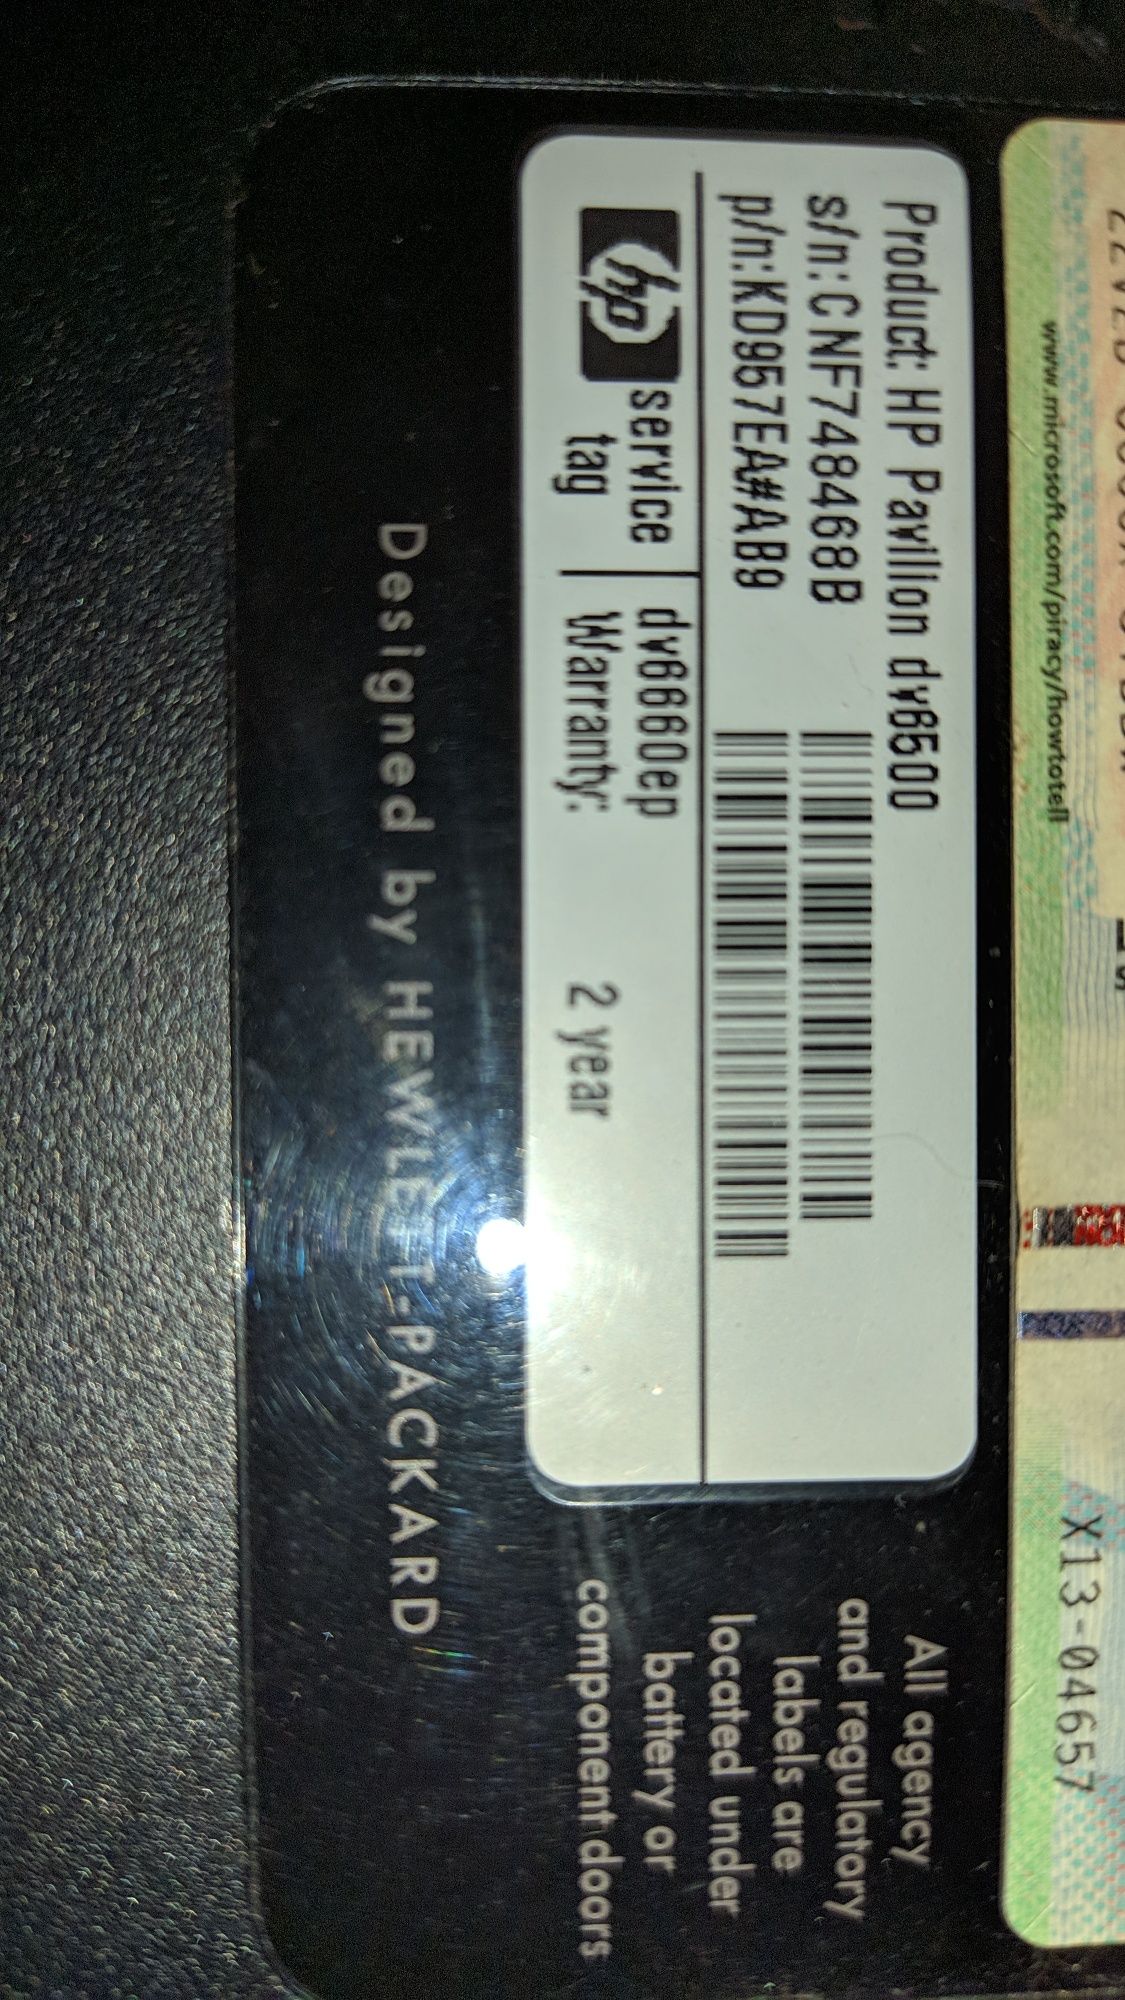 www.microsoft.com/piracy/howtotell
X13-04657
Product: HP Pavilion dv6500
s/n: CNF748468B
p/n: KD957EA#AB9
hp
service tag
dv6660ep
Warranty: 2 year
All agency
and regulatory
labels are
located under
battery or
component doors
Designed by HEWLETT-PACKARD